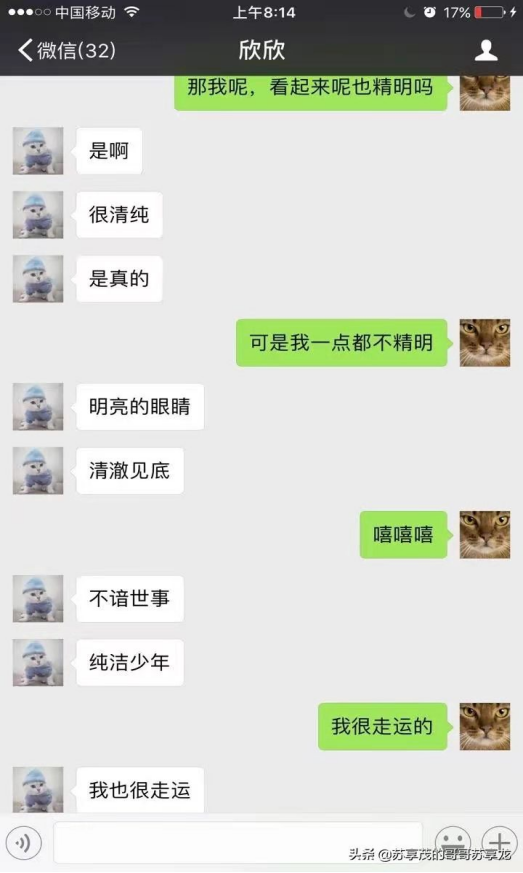 中国移动 上午8:14 17%
微信(32) 欣欣
那我呢，看起来呢也精明吗
是啊
很清纯
是真的
可是我一点都不精明
明亮的眼睛
清澈见底
嘻嘻嘻
不谙世事
纯洁少年
我很走运的
我也很走运
头条 @苏享茂的哥哥苏享龙